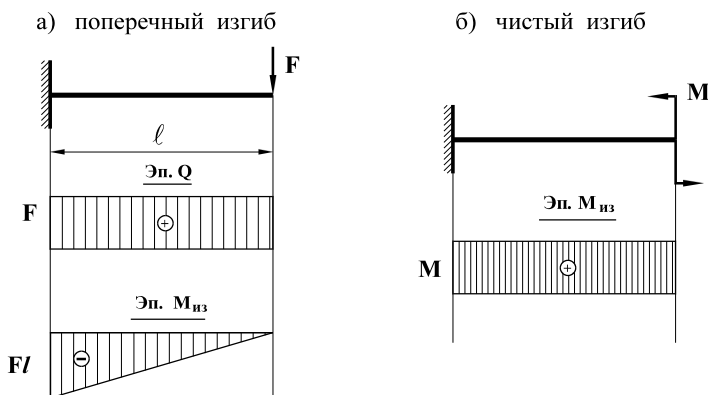 а) поперечный изгиб
F
ℓ
Эп. Q
F
+
Эп. Mиз
Fl
−
б) чистый изгиб
M
Эп. Mиз
M
+